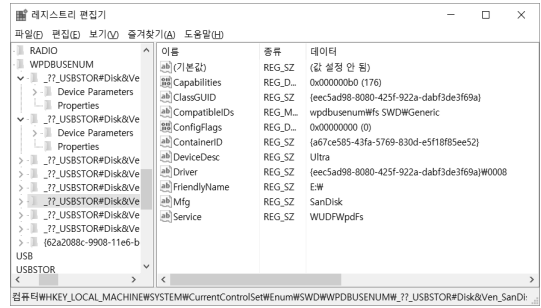 레지스트리 편집기
파일(F) 편집(E) 보기(V) 즐겨찾기(A) 도움말(H)
RADIO
WPDBUSENUM
_??_USBSTOR#Disk&Ve
Device Parameters
Properties
_??_USBSTOR#Disk&Ve
Device Parameters
Properties
_??_USBSTOR#Disk&Ve
_??_USBSTOR#Disk&Ve
_??_USBSTOR#Disk&Ve
_??_USBSTOR#Disk&Ve
_??_USBSTOR#Disk&Ve
{62a2088c-9908-11e6-b
USB
USBSTOR
이름 종류 데이터
(기본값) REG_SZ (값 설정 안 됨)
Capabilities REG_D... 0x000000b0 (176)
ClassGUID REG_SZ {eec5ad98-8080-425f-922a-dabf3de3f69a}
CompatibleIDs REG_M... wpdbusenum₩fs SWD₩Generic
ConfigFlags REG_D... 0x00000000 (0)
ContainerID REG_SZ {a67ce585-43fa-5769-830d-e5f18f85ee52}
DeviceDesc REG_SZ Ultra
Driver REG_SZ {eec5ad98-8080-425f-922a-dabf3de3f69a}₩0008
FriendlyName REG_SZ E:₩
Mfg REG_SZ SanDisk
Service REG_SZ WUDFWpdFs
컴퓨터₩HKEY_LOCAL_MACHINE₩SYSTEM₩CurrentControlSet₩Enum₩SWD₩WPDBUSENUM₩_??_USBSTOR#Disk&Ven_SanDis